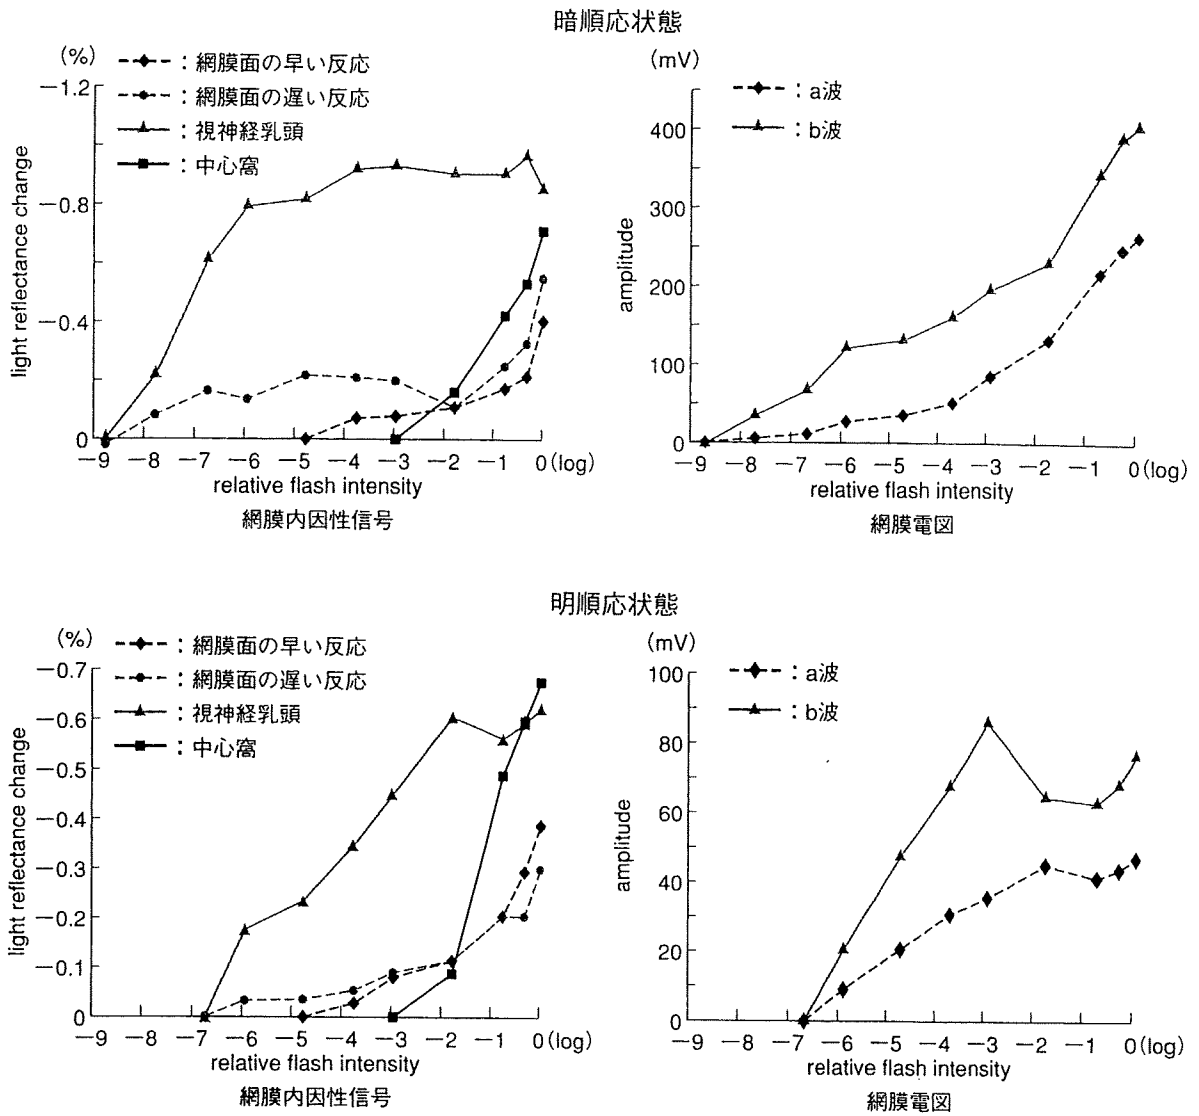 暗順応状態
(%)
網膜面の早い反応
網膜面の遅い反応
視神経乳頭
中心窩
−1.2
−0.8
−0.4
0
light reflectance change
−9 −8 −7 −6 −5 −4 −3 −2 −1 0(log)
relative flash intensity
網膜内因性信号
(mV)
a波
b波
400
300
200
100
0
amplitude
−9 −8 −7 −6 −5 −4 −3 −2 −1 0(log)
relative flash intensity
網膜電図
明順応状態
(%)
:網膜面の早い反応
:網膜面の遅い反応
:視神経乳頭
:中心窩
−0.7
−0.6
−0.5
−0.4
−0.3
−0.2
−0.1
0
light reflectance change
−9 −8 −7 −6 −5 −4 −3 −2 −1 0(log)
relative flash intensity
網膜内因性信号
(mV)
:a波
:b波
100
80
60
40
20
0
amplitude
−9 −8 −7 −6 −5 −4 −3 −2 −1 0(log)
relative flash intensity
網膜電図